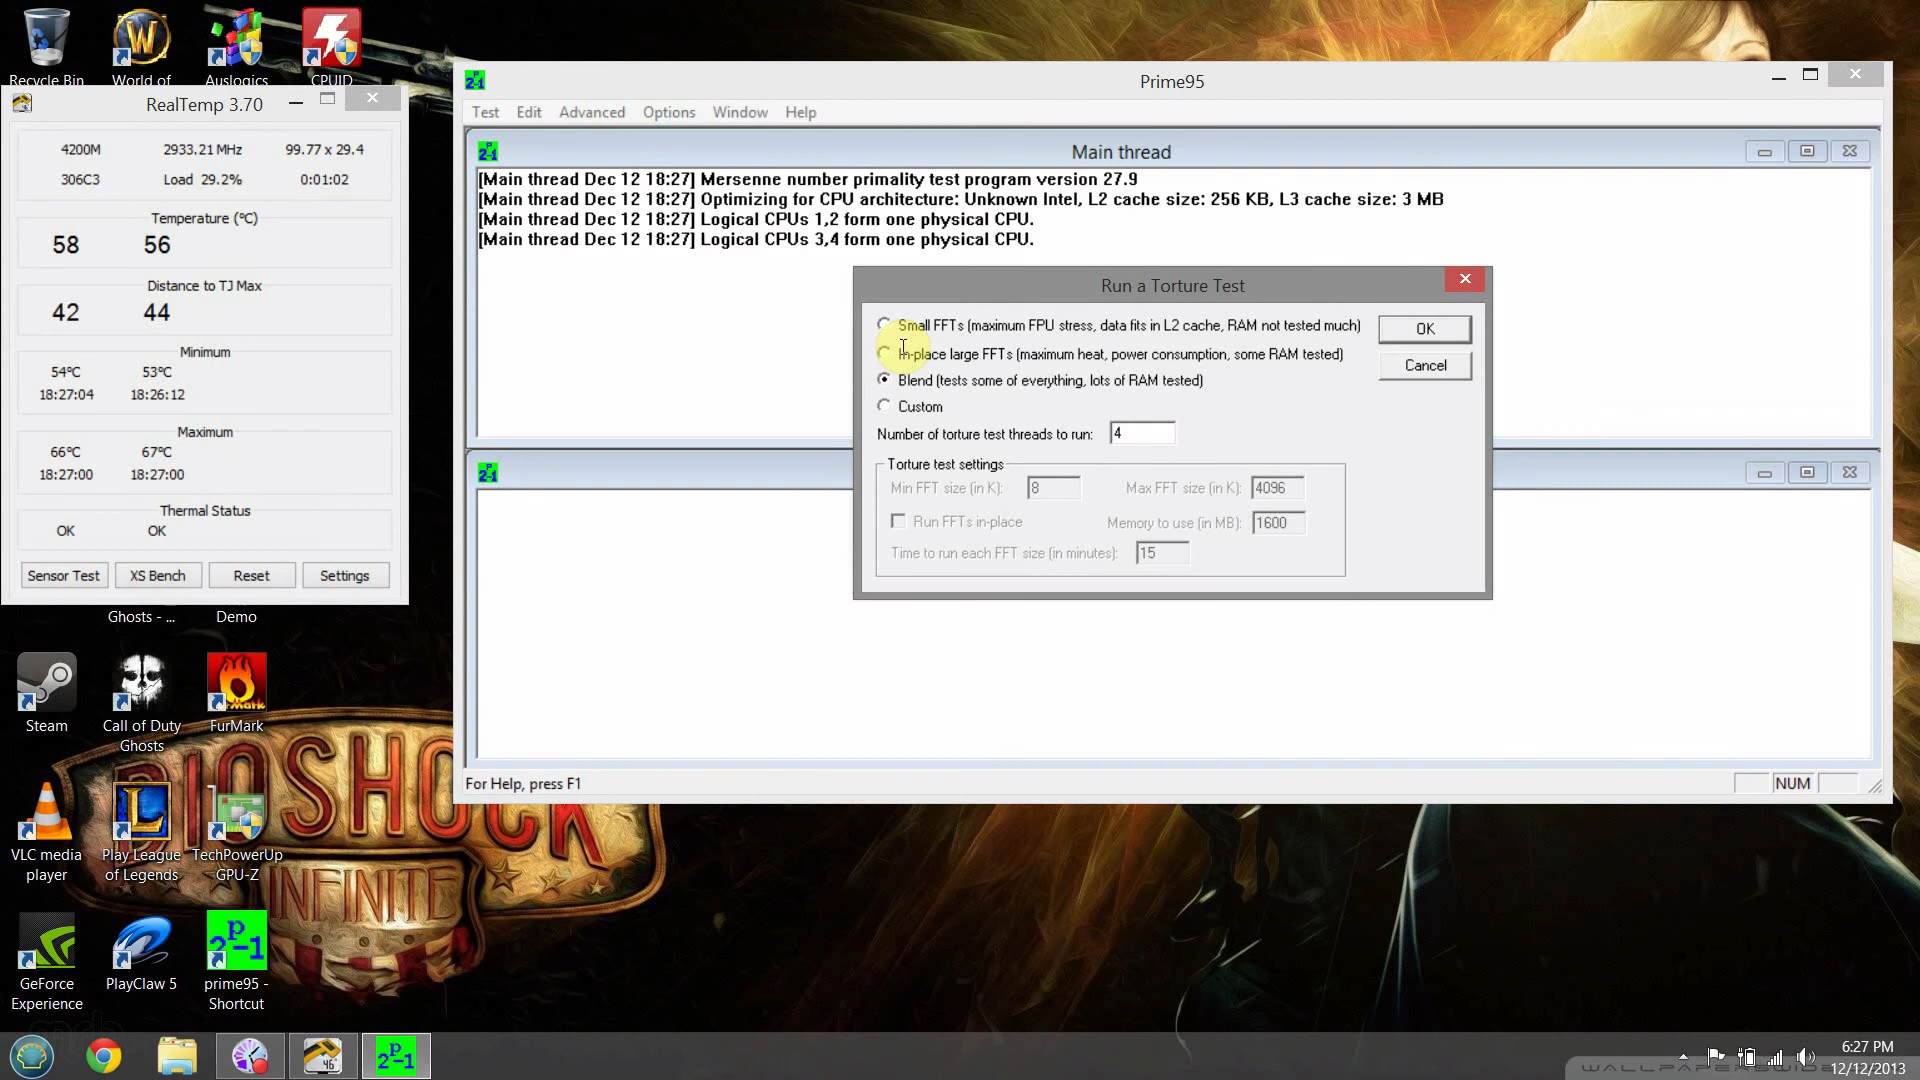 Recycle Bin
World of
Auslogics
CPUID
RealTemp 3.70
4200M 2933.21 MHz 99.77 x 29.4
306C3 Load 29.2% 0:01:02
Temperature (°C)
58 56
Distance to TJ Max
42 44
Minimum
54°C 53°C
18:27:04 18:26:12
Maximum
66°C 67°C
18:27:00 18:27:00
Thermal Status
OK OK
Sensor Test XS Bench Reset Settings
Prime95
Test Edit Advanced Options Window Help
Main thread
[Main thread Dec 12 18:27] Mersenne number primality test program version 27.9
[Main thread Dec 12 18:27] Optimizing for CPU architecture: Unknown Intel, L2 cache size: 256 KB, L3 cache size: 3 MB
[Main thread Dec 12 18:27] Logical CPUs 1,2 form one physical CPU.
[Main thread Dec 12 18:27] Logical CPUs 3,4 form one physical CPU.
Run a Torture Test
Small FFTs (maximum FPU stress, data fits in L2 cache, RAM not tested much)
In-place large FFTs (maximum heat, power consumption, some RAM tested)
Blend (tests some of everything, lots of RAM tested)
Custom
OK
Cancel
Number of torture test threads to run: 4
Torture test settings
Min FFT size (in K): 8 Max FFT size (in K): 4096
Run FFTs in-place Memory to use (in MB): 1600
Time to run each FFT size (in minutes): 15
For Help, press F1
NUM
Ghosts - ...
Demo
Steam
Call of Duty
Ghosts
FurMark
FurMark
VLC media
player
Play League
of Legends
TechPowerUp
GPU-Z
GeForce
Experience
PlayClaw 5
prime95 -
Shortcut
BIOSHOCK
INFINITE
46°
6:27 PM
12/12/2013